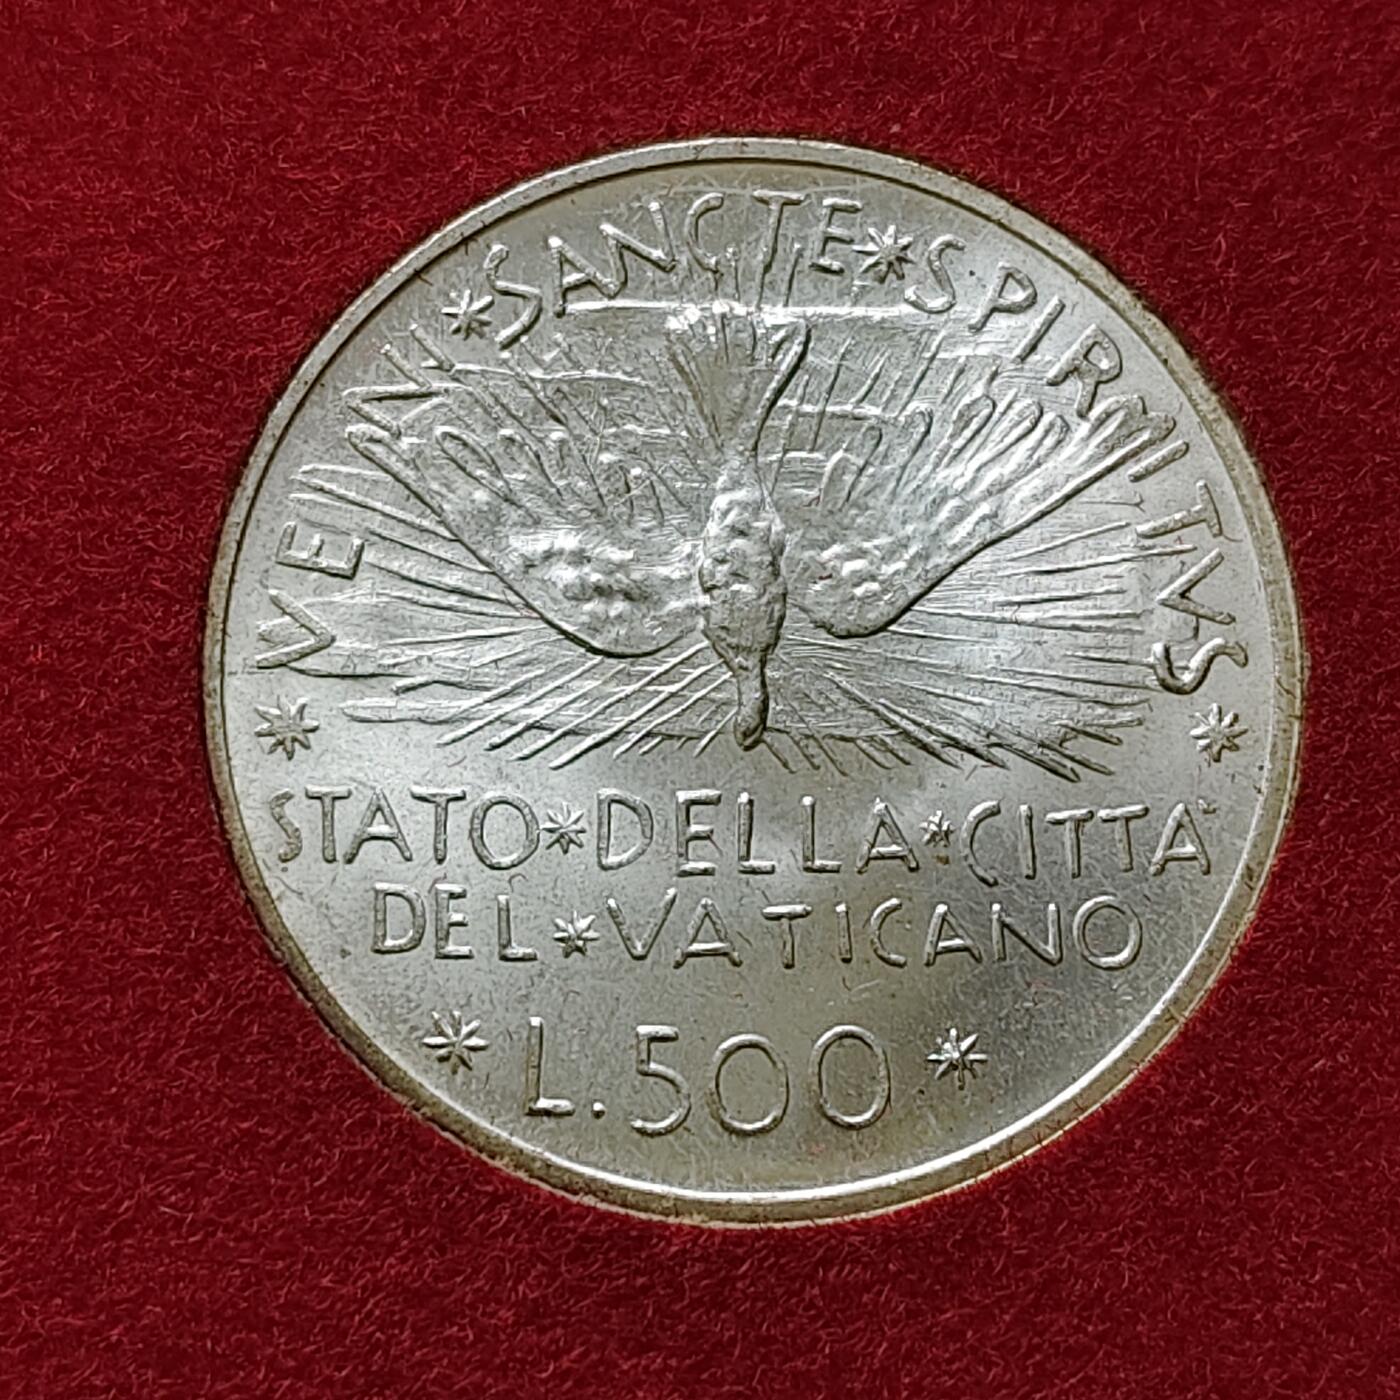 VENI * SANCTE * SPIRITVS
STATO * DELLA * CITTA'
DEL * VATICANO
* L. 500 *